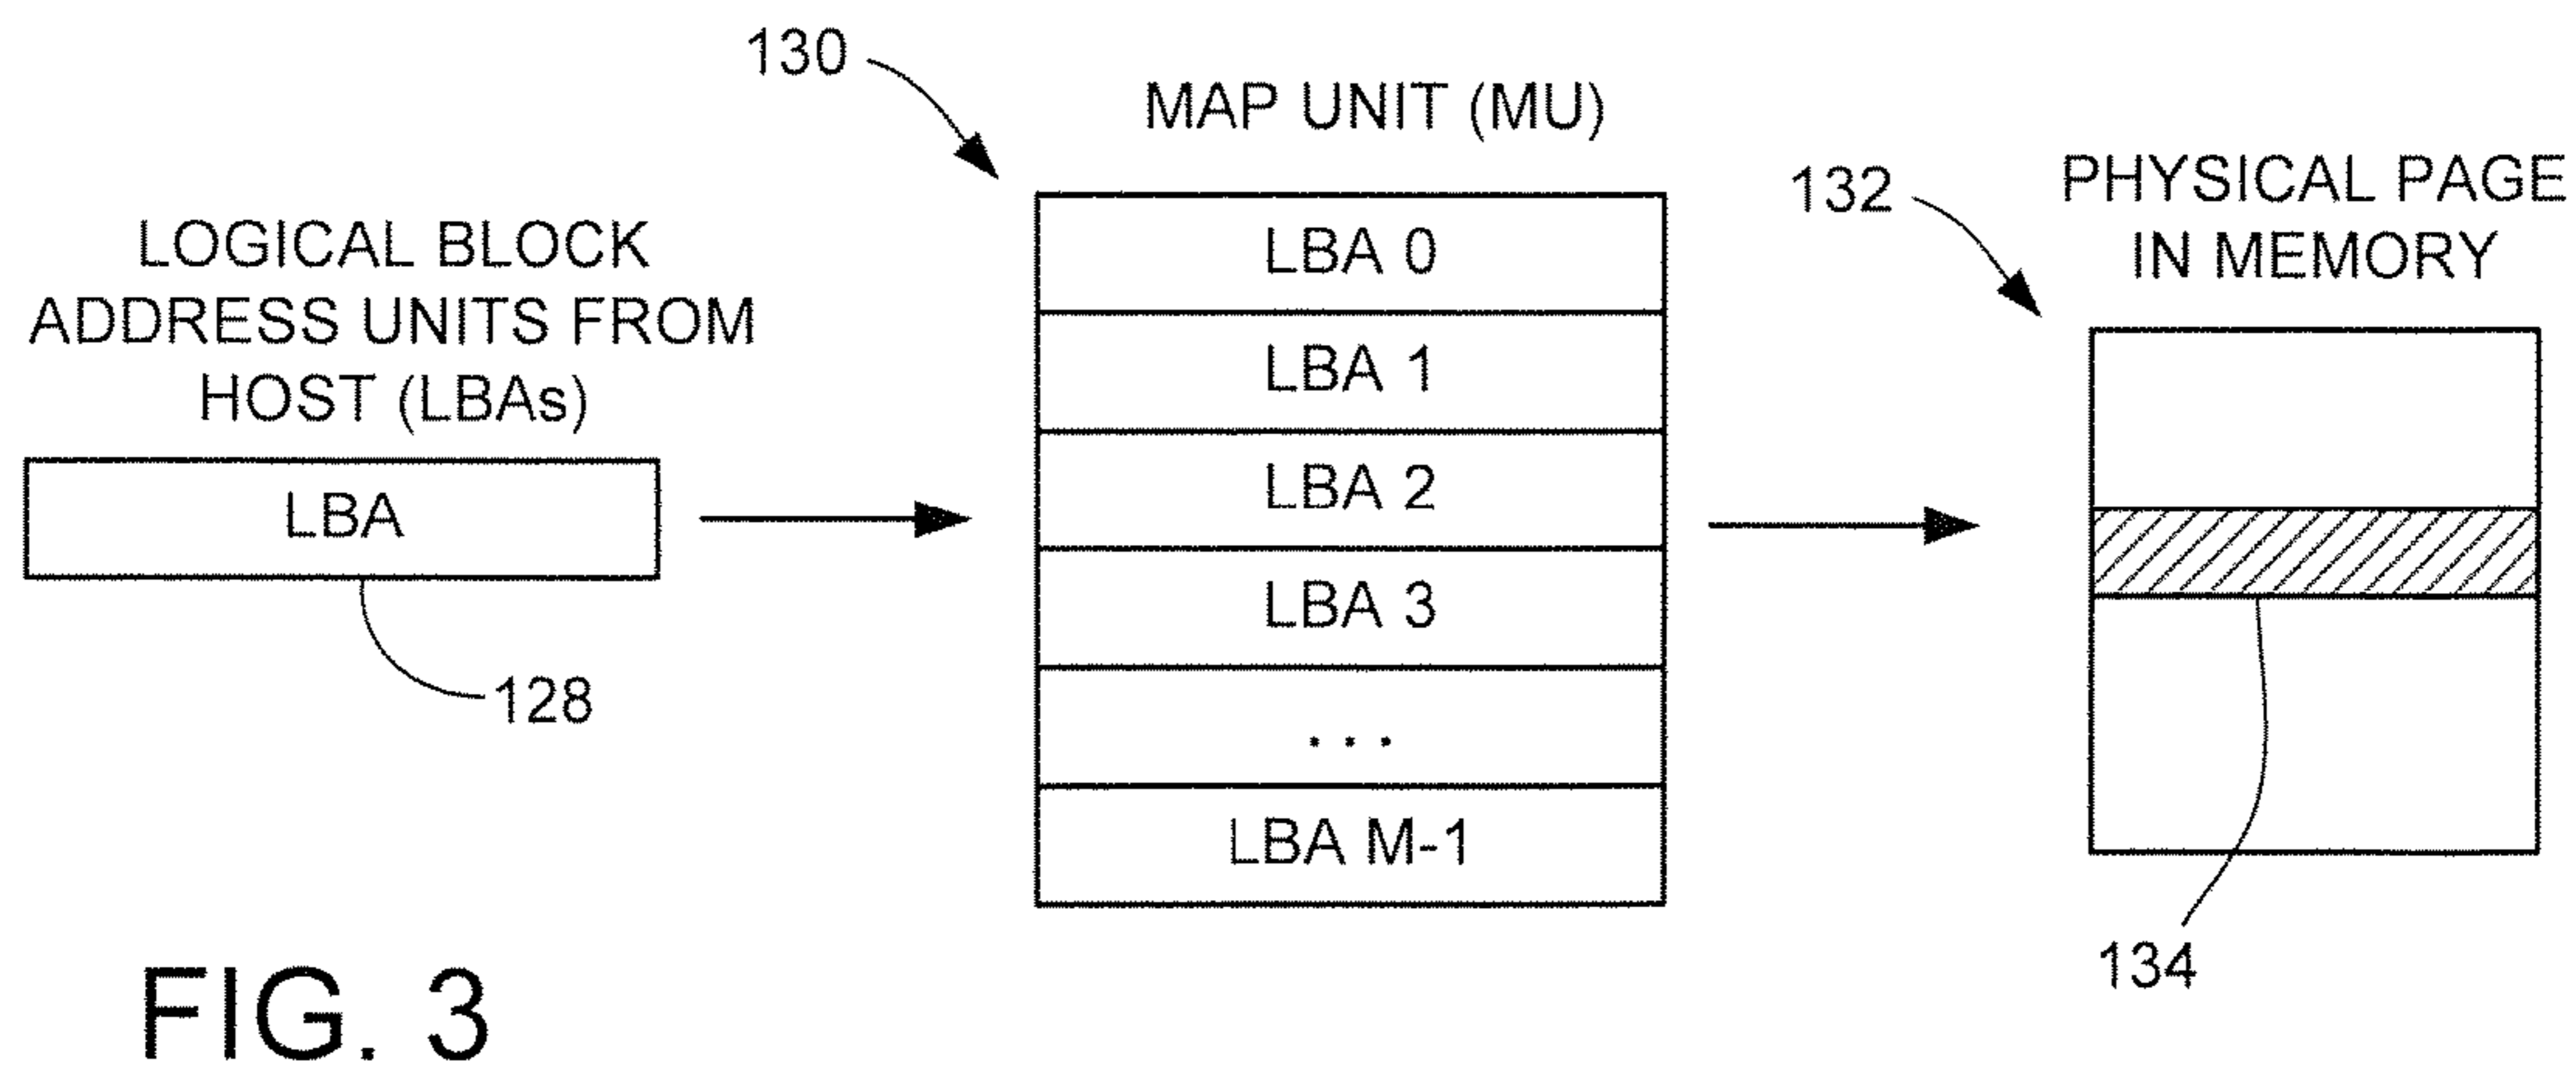 130
MAP UNIT (MU)
132
PHYSICAL PAGE
IN MEMORY
LOGICAL BLOCK
ADDRESS UNITS FROM
HOST (LBAs)
LBA
128
LBA 0
LBA 1
LBA 2
LBA 3
...
LBA M-1
134
FIG. 3